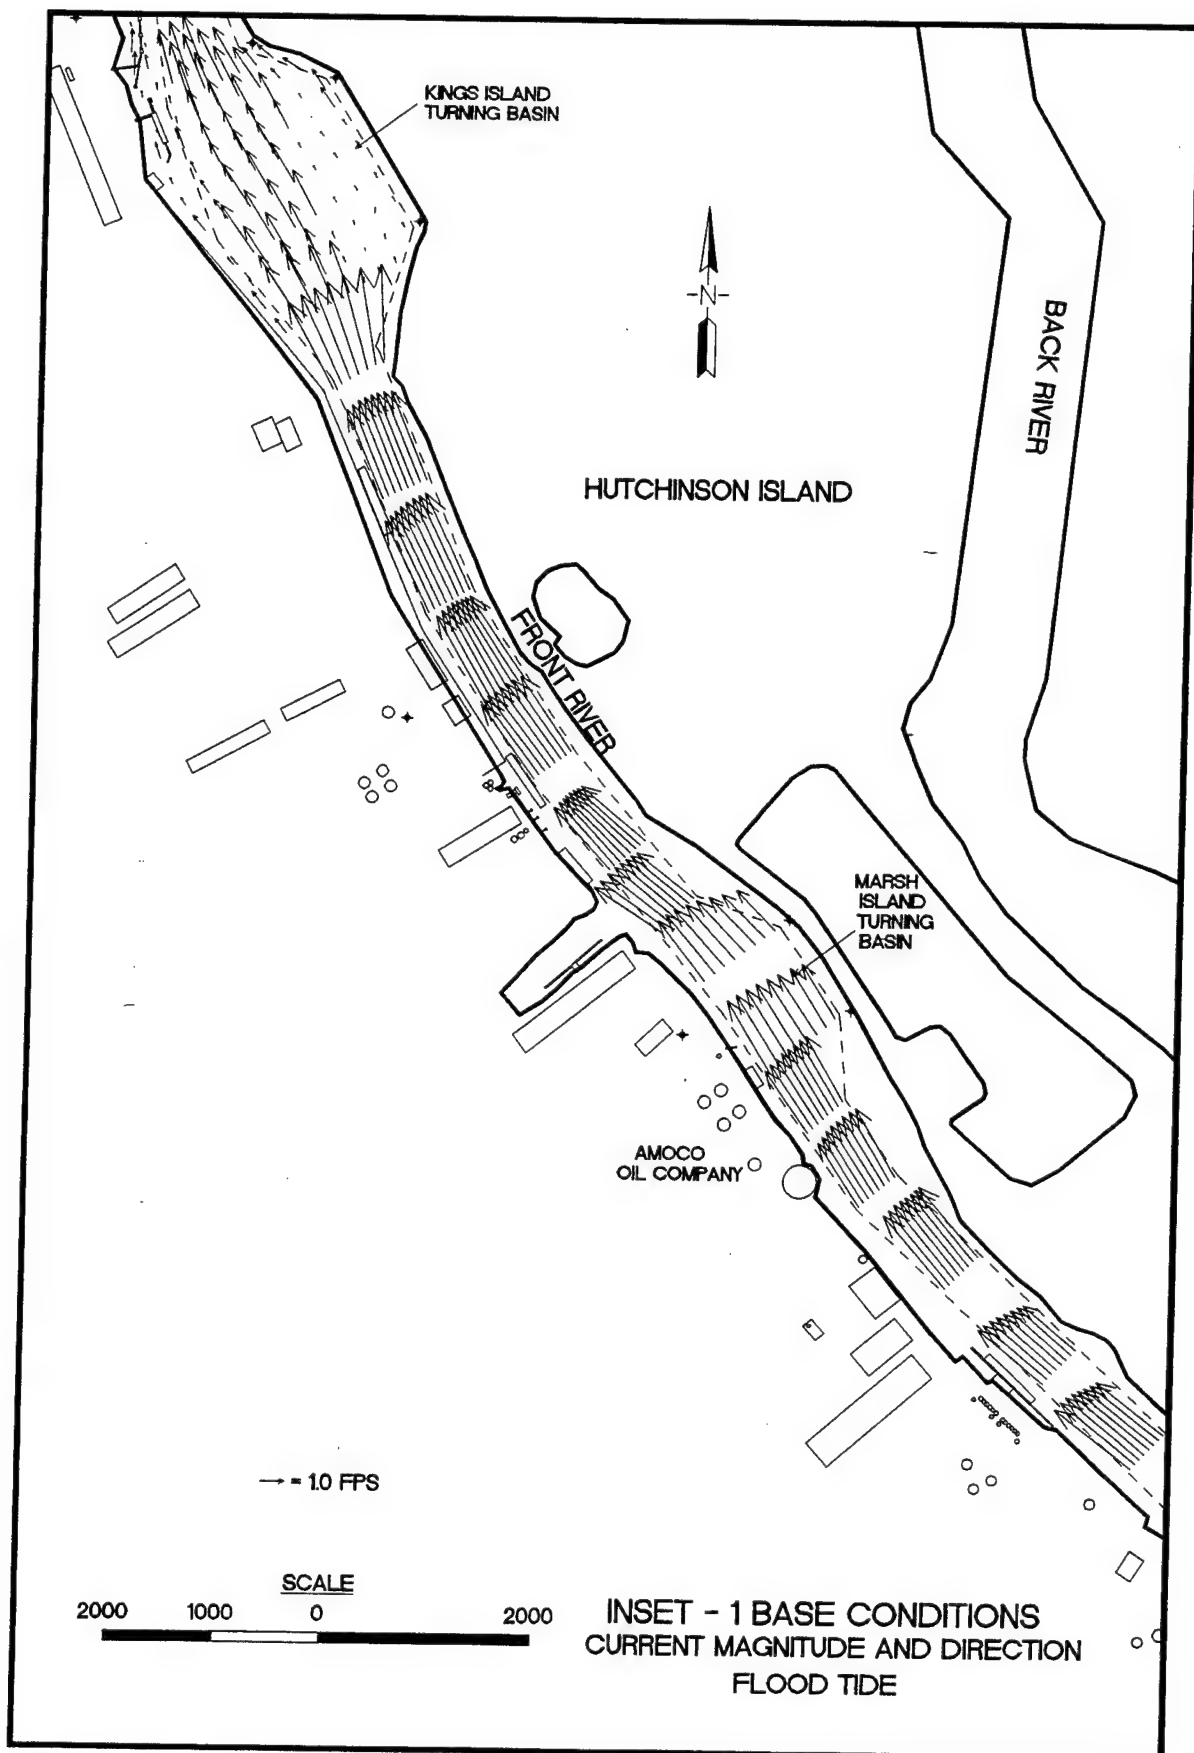 KINGS ISLAND
TURNING BASIN
-N-
BACK RIVER
HUTCHINSON ISLAND
FRONT RIVER
MARSH
ISLAND
TURNING
BASIN
AMOCO
OIL COMPANY
= 1.0 FPS
SCALE
2000 1000 0 2000
INSET - 1 BASE CONDITIONS
CURRENT MAGNITUDE AND DIRECTION
FLOOD TIDE